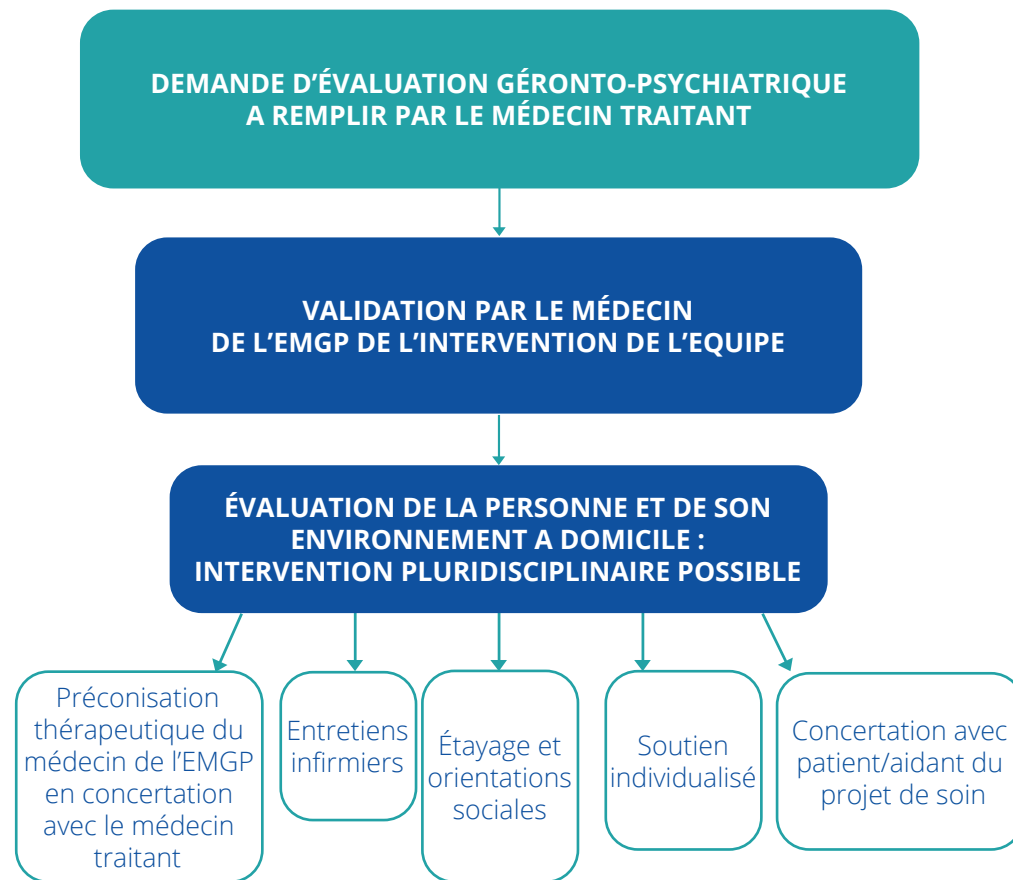 DEMANDE D’ÉVALUATION GÉRONTO-PSYCHIATRIQUE
A REMPLIR PAR LE MÉDECIN TRAITANT
VALIDATION PAR LE MÉDECIN
DE L’EMGP DE L’INTERVENTION DE L’EQUIPE
ÉVALUATION DE LA PERSONNE ET DE SON
ENVIRONNEMENT A DOMICILE :
INTERVENTION PLURIDISCIPLINAIRE POSSIBLE
Préconisation
thérapeutique du
médecin de l’EMGP
en concertation
avec le médecin
traitant
Entretiens
infirmiers
Étayage et
orientations
sociales
Soutien
individualisé
Concertation avec
patient/aidant du
projet de soin